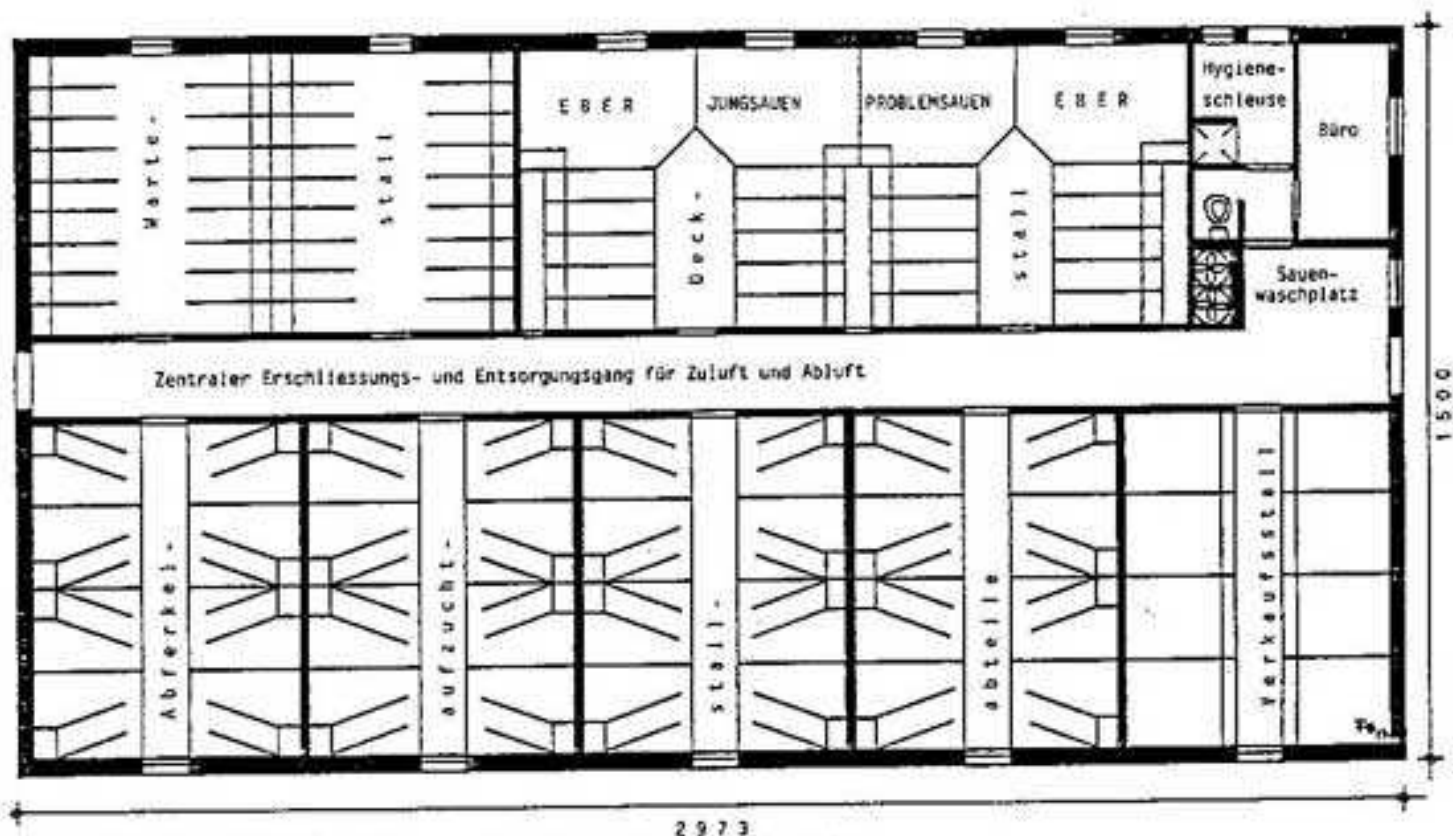 Hygiene-
schleuse
Büro
EBER
JUNGSAUEN
PROBLEMSAUEN
EBER
Warte-
stall
Deck-
stall
Sauen-
waschplatz
Zentraler Erschliessungs- und Entsorgungsgang für Zuluft und Abluft
1500
Abferkel-
aufzucht-
stall-
abteile
Verkaufsstall
2973